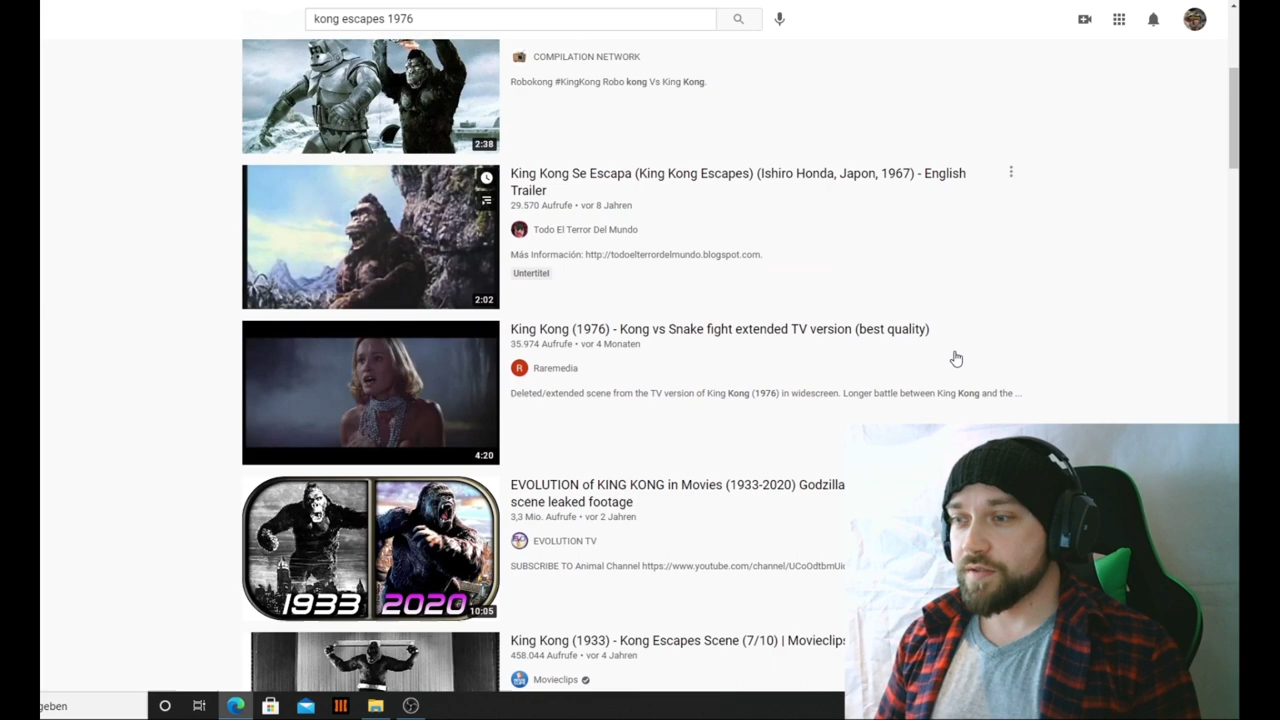 kong escapes 1976
COMPILATION NETWORK
Robokong #KingKong Robo kong Vs King Kong.
2:38
King Kong Se Escapa (King Kong Escapes) (Ishiro Honda, Japon, 1967) - English
Trailer
29.570 Aufrufe • vor 8 Jahren
Todo El Terror Del Mundo
Más Información: http://todoelterrordelmundo.blogspot.com.
Untertitel
2:02
King Kong (1976) - Kong vs Snake fight extended TV version (best quality)
35.974 Aufrufe • vor 4 Monaten
R Raremedia
Deleted/extended scene from the TV version of King Kong (1976) in widescreen. Longer battle between King Kong and the ...
4:20
EVOLUTION of KING KONG in Movies (1933-2020) Godzilla
scene leaked footage
3,3 Mio. Aufrufe • vor 2 Jahren
EVOLUTION TV
SUBSCRIBE TO Animal Channel https://www.youtube.com/channel/UCoOdtbmUi
1933 2020
10:05
King Kong (1933) - Kong Escapes Scene (7/10) | Movieclips
458.044 Aufrufe • vor 4 Jahren
Movieclips
geben